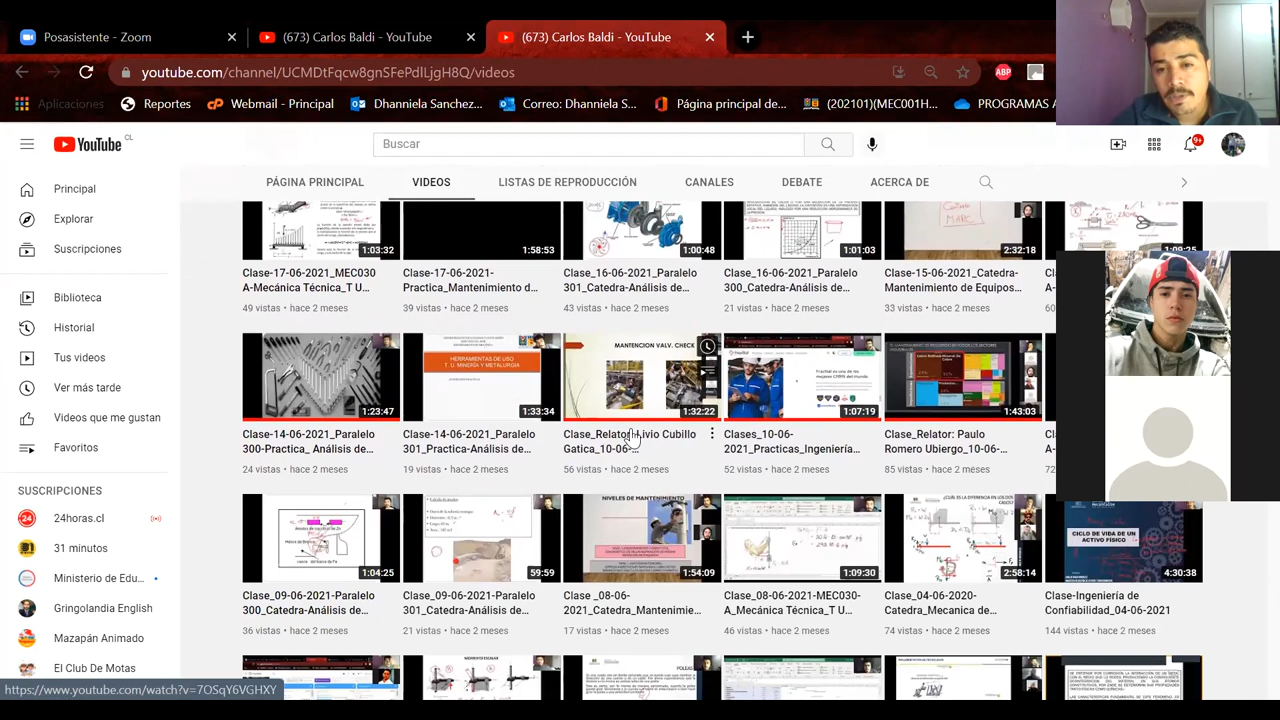 Posasistente - Zoom
(673) Carlos Baldi - YouTube
(673) Carlos Baldi - YouTube
youtube.com/channel/UCMDtFqcw8gnSFePdlLjgH8Q/videos
ABP
Aplicaciones
Reportes
Webmail - Principal
Dhanniela Sanchez...
Correo: Dhanniela S...
Página principal de...
(202101)(MEC001H...
PROGRAMAS A
YouTube CL
Buscar
9+
PÁGINA PRINCIPAL
VIDEOS
LISTAS DE REPRODUCCIÓN
CANALES
DEBATE
ACERCA DE
Principal
Explorar
Suscripciones
Biblioteca
Historial
Tus videos
Ver más tarde
Videos que me gustan
Favoritos
SUSCRIPCIONES
24horas.cl
31 minutos
Ministerio de Edu...
Gringolandia English
Mazapán Animado
El Club De Motas
https://www.youtube.com/watch?v=7OSqY6VGHXY
1:03:32
1:58:53
1:00:48
1:01:03
2:32:18
1:09:25
Clase-17-06-2021_MEC030
A-Mecánica Técnica_T U...
49 vistas • hace 2 meses
Clase-17-06-2021-
Practica_Mantenimiento d...
39 vistas • hace 2 meses
Clase_16-06-2021_Paralelo
301_Catedra-Análisis de...
43 vistas • hace 2 meses
Clase_16-06-2021_Paralelo
300_Catedra-Análisis de...
21 vistas • hace 2 meses
Clase-15-06-2021_Catedra-
Mantenimiento de Equipos...
33 vistas • hace 2 meses
HERRAMIENTAS DE USO
T. U. MINERÍA Y METALURGIA
MANTENCION VALV. CHECK
1:23:47
1:33:34
1:32:22
1:07:19
1:43:03
Clase-14-06-2021_Paralelo
300-Practica_ Análisis de...
24 vistas • hace 2 meses
Clase-14-06-2021_Paralelo
301_Practica-Análisis de...
19 vistas • hace 2 meses
Clase_Relator: Livio Cubillo
Gatica_10-06-...
56 vistas • hace 2 meses
Clases_10-06-
2021_Practicas_Ingeniería...
52 vistas • hace 2 meses
Clase_Relator: Paulo
Romero Ubiergo_10-06-...
85 vistas • hace 2 meses
NIVELES DE MANTENIMIENTO
¿CUÁL ES LA DIFERENCIA EN LOS DOS
CASOS?
CICLO DE VIDA DE UN
ACTIVO FÍSICO
1:04:25
59:59
1:54:09
1:09:30
2:58:14
4:30:38
Clase_09-06-2021-Paralelo
300_Catedra-Análisis de...
36 vistas • hace 2 meses
Clase_09-06-2021-Paralelo
301_Catedra-Análisis de...
21 vistas • hace 2 meses
Clase _08-06-
2021_Catedra_Mantenimie...
17 vistas • hace 2 meses
Clase_08-06-2021-MEC030-
A_Mecánica Técnica_T U...
46 vistas • hace 2 meses
Clase_04-06-2020-
Catedra_Mecanica de...
74 vistas • hace 2 meses
Clase-Ingeniería de
Confiabilidad_04-06-2021
144 vistas • hace 2 meses
POLEAS